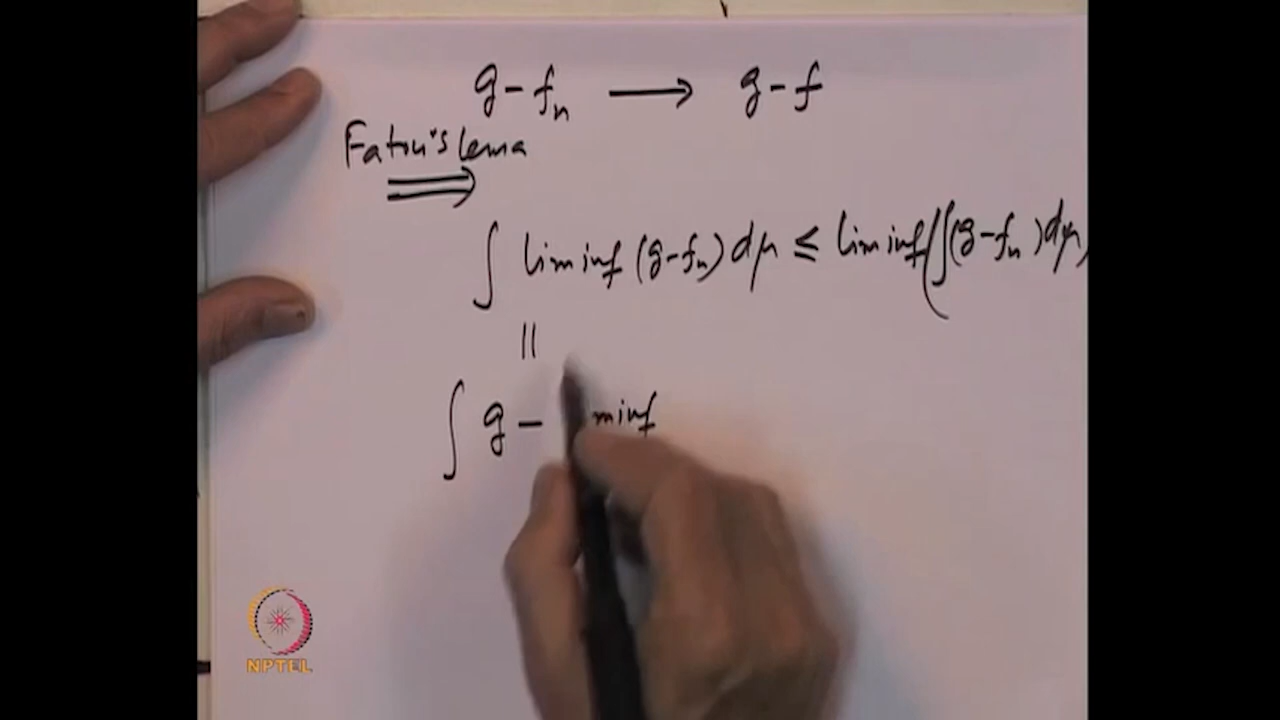 g - fₙ ⟶ g - f
Fatou's lema
⟹
∫ lim inf (g-fₙ) dμ ≤ lim inf (∫(g-fₙ) dμ)
||
∫ g - minf
NPTEL